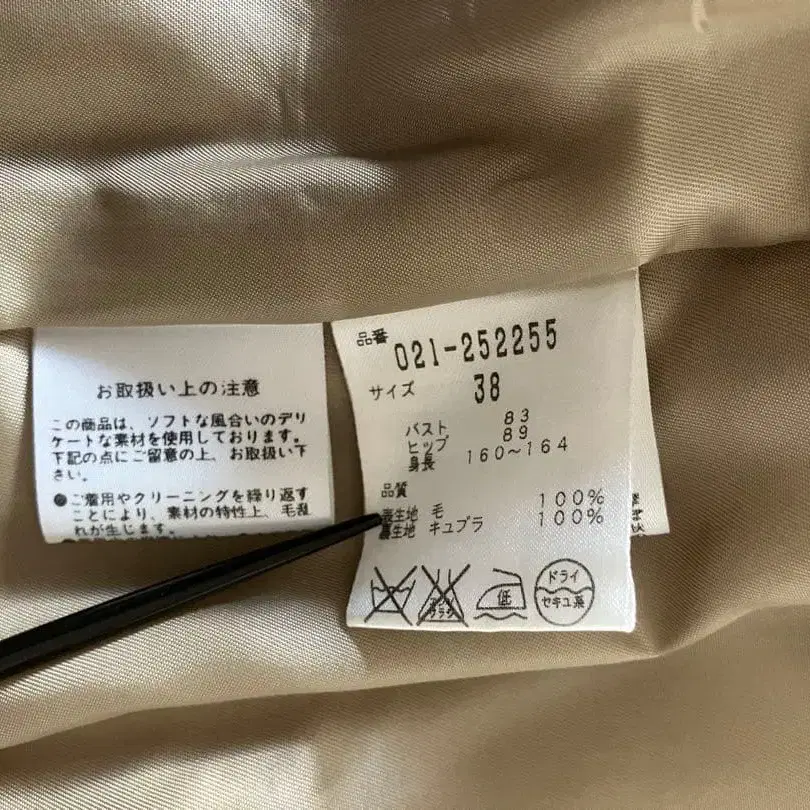 お取扱い上の注意
この商品は、ソフトな風合いのデリ
ケートな素材を使用しております。
下記の点にご留意の上、お取扱い下
さい。
●ご着用やクリーニングを繰り返す
ことにより、素材の特性上、毛乱
れが生じます。
品番 021-252255
サイズ 38
バスト 83
ヒップ 89
身長 160~164
品質
表生地 毛 100%
裏生地 キュプラ 100%
低
ドライ
セキユ系